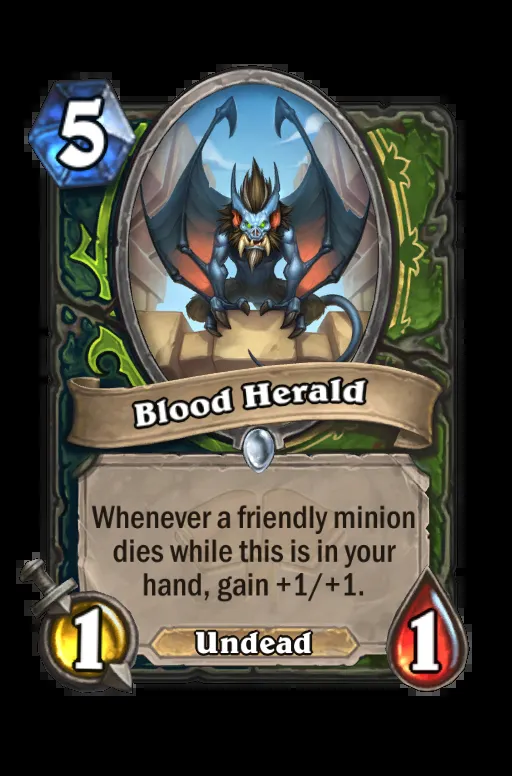 5
Blood Herald
Whenever a friendly minion
dies while this is in your
hand, gain +1/+1.
1
Undead
1